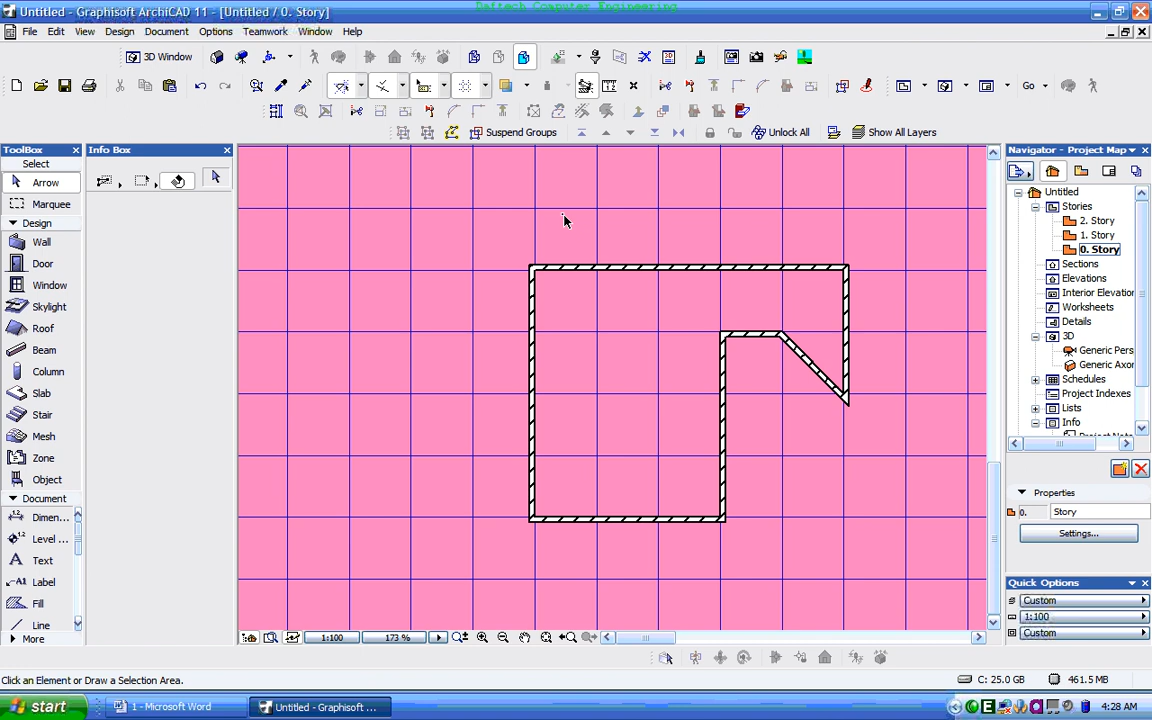 Daftech Computer Engineering
Untitled - Graphisoft ArchiCAD 11 - [Untitled / 0. Story]
File Edit View Design Document Options Teamwork Window Help
3D Window
Go
Suspend Groups
Unlock All
Show All Layers
ToolBox
Select
Arrow
Marquee
Design
Wall
Door
Window
Skylight
Roof
Beam
Column
Slab
Stair
Mesh
Zone
Object
Document
Dimen...
Level ...
Text
Label
Fill
Line
More
Info Box
Navigator - Project Map
Untitled
Stories
2. Story
1. Story
0. Story
Sections
Elevations
Interior Elevation
Worksheets
Details
3D
Generic Pers
Generic Axon
Schedules
Project Indexes
Lists
Info
Properties
0. Story
Settings...
Quick Options
Custom
1:100
Custom
1:100 173 %
Click an Element or Draw a Selection Area.
C: 25.0 GB 461.5 MB
start
1 - Microsoft Word
Untitled - Graphisoft ...
4:28 AM